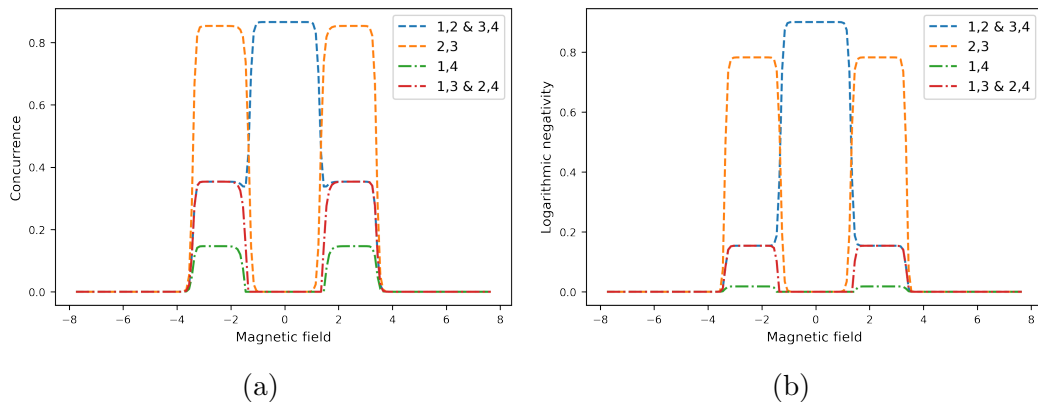 1,2 & 3,4
2,3
1,4
1,3 & 2,4
Concurrence
0.8
0.6
0.4
0.2
0.0
−8 −6 −4 −2 0 2 4 6 8
Magnetic field
(a)
1,2 & 3,4
2,3
1,4
1,3 & 2,4
Logarithmic negativity
0.8
0.6
0.4
0.2
0.0
−8 −6 −4 −2 0 2 4 6 8
Magnetic field
(b)